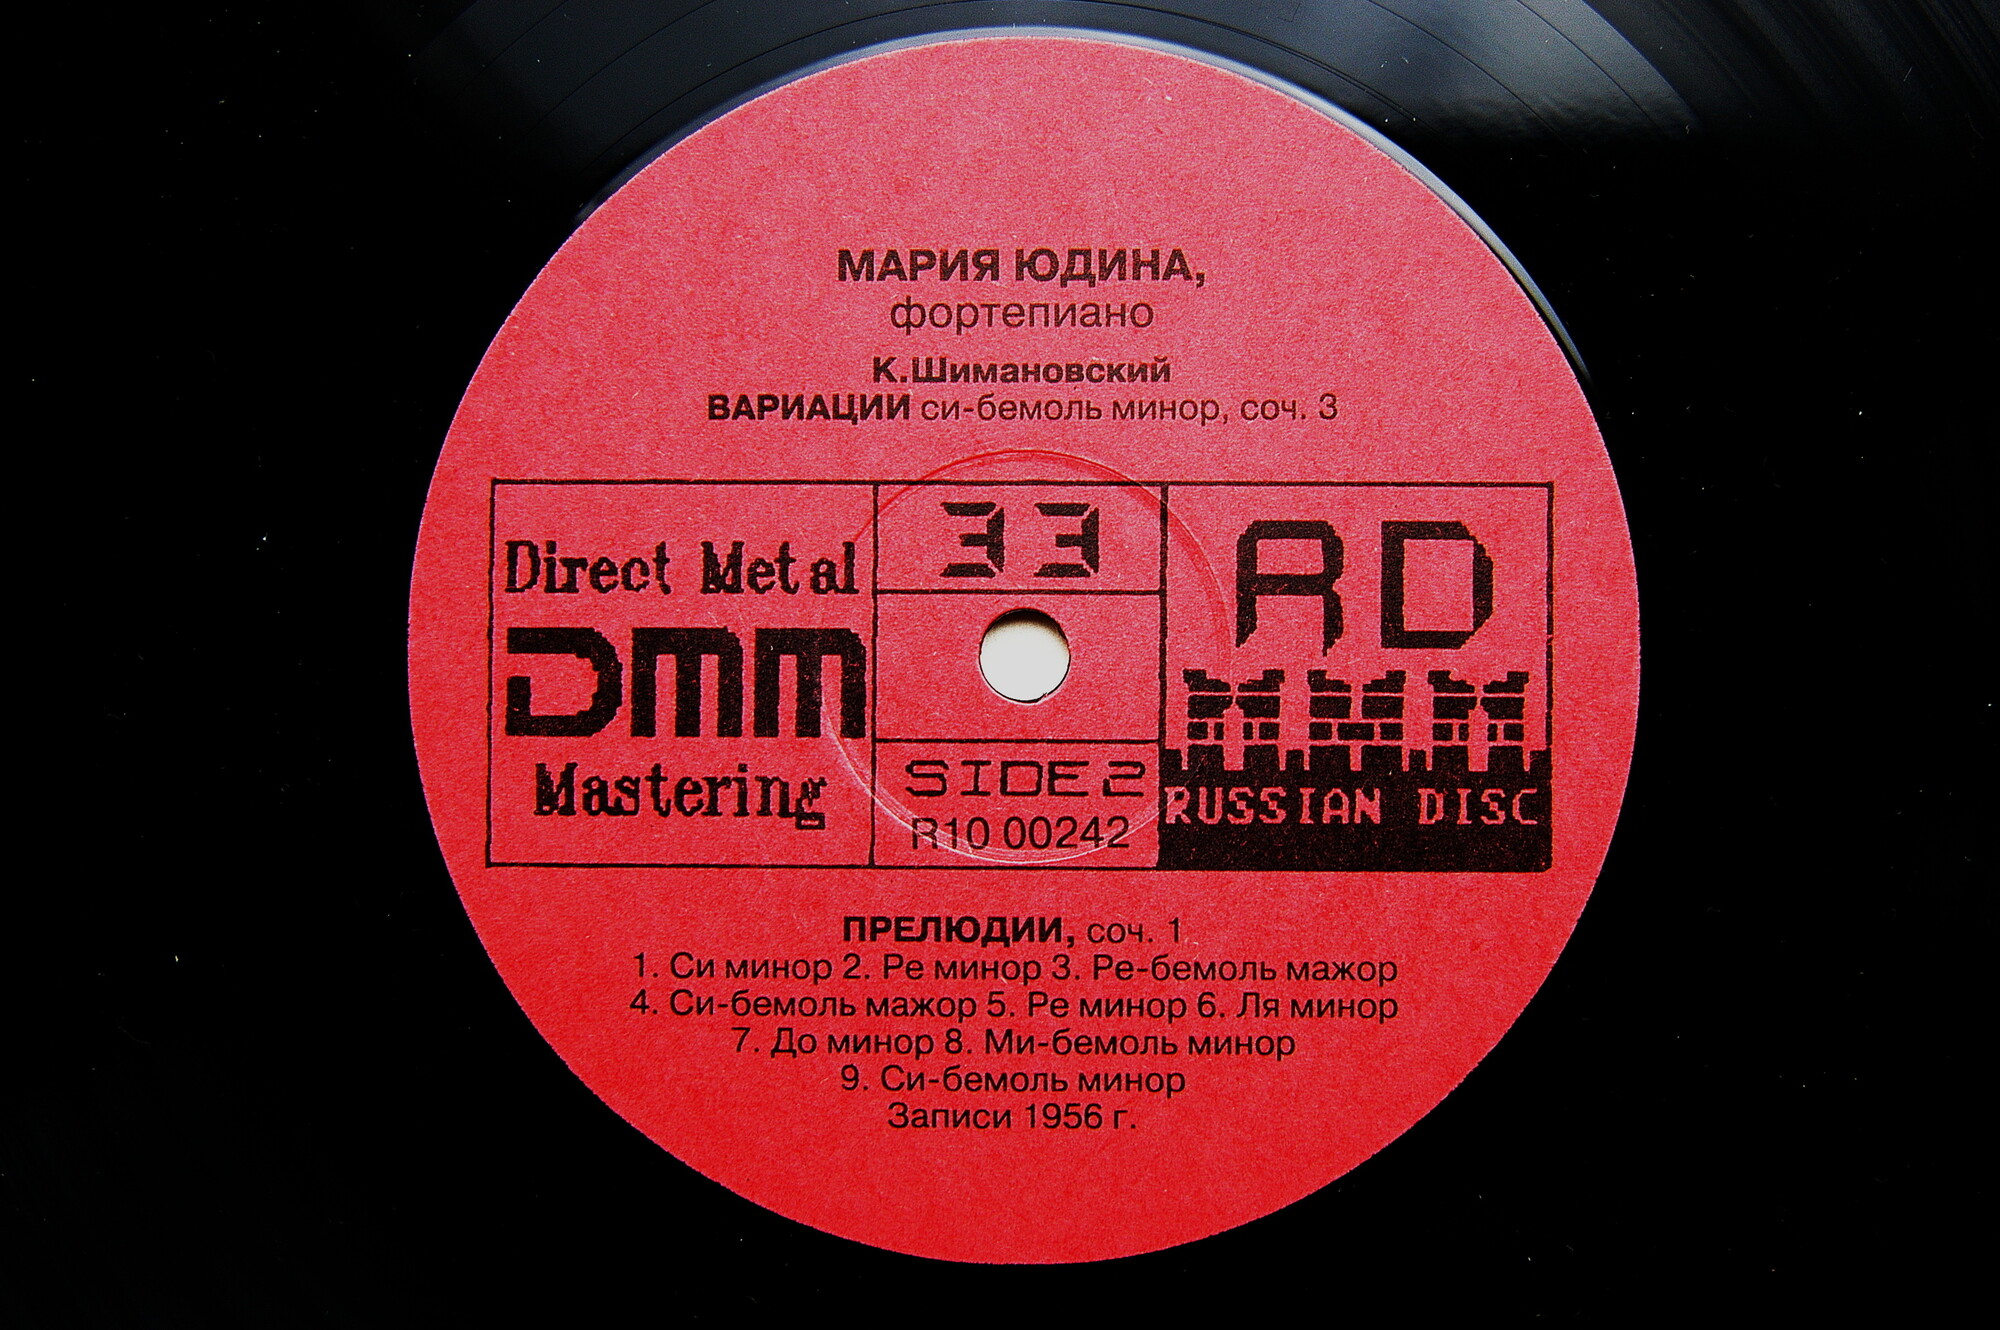 МАРИЯ ЮДИНА,
фортепиано
К.Шимановский
ВАРИАЦИИ си-бемоль минор, соч. 3
Direct Metal
DMM
Mastering
33
SIDE 2
R10 00242
RD
RUSSIAN DISC
ПРЕЛЮДИИ, соч. 1
1. Си минор 2. Ре минор 3. Ре-бемоль мажор
4. Си-бемоль мажор 5. Ре минор 6. Ля минор
7. До минор 8. Ми-бемоль минор
9. Си-бемоль минор
Записи 1956 г.